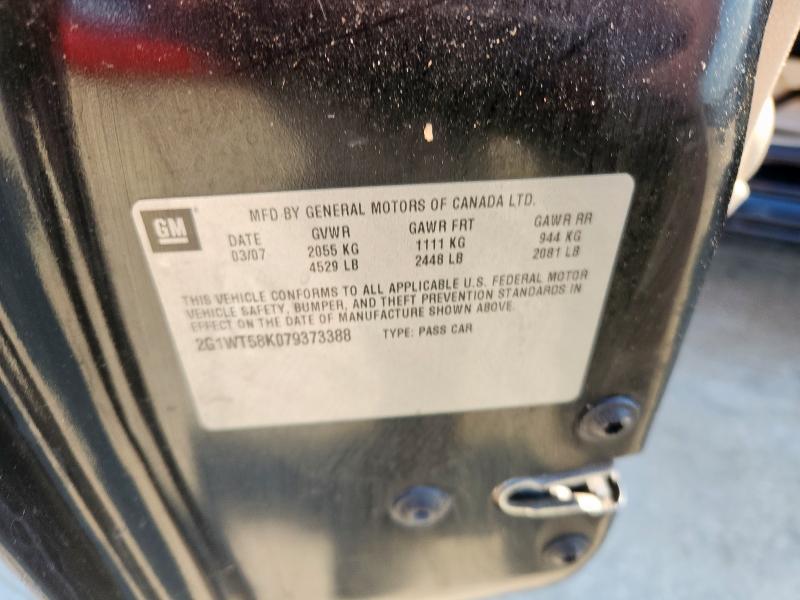 GM
MFD BY GENERAL MOTORS OF CANADA LTD.
DATE GVWR GAWR FRT GAWR RR
03/07 2055 KG 1111 KG 944 KG
4529 LB 2448 LB 2081 LB
THIS VEHICLE CONFORMS TO ALL APPLICABLE U.S. FEDERAL MOTOR
VEHICLE SAFETY, BUMPER, AND THEFT PREVENTION STANDARDS IN
EFFECT ON THE DATE OF MANUFACTURE SHOWN ABOVE.
2G1WT58K079373388 TYPE: PASS CAR